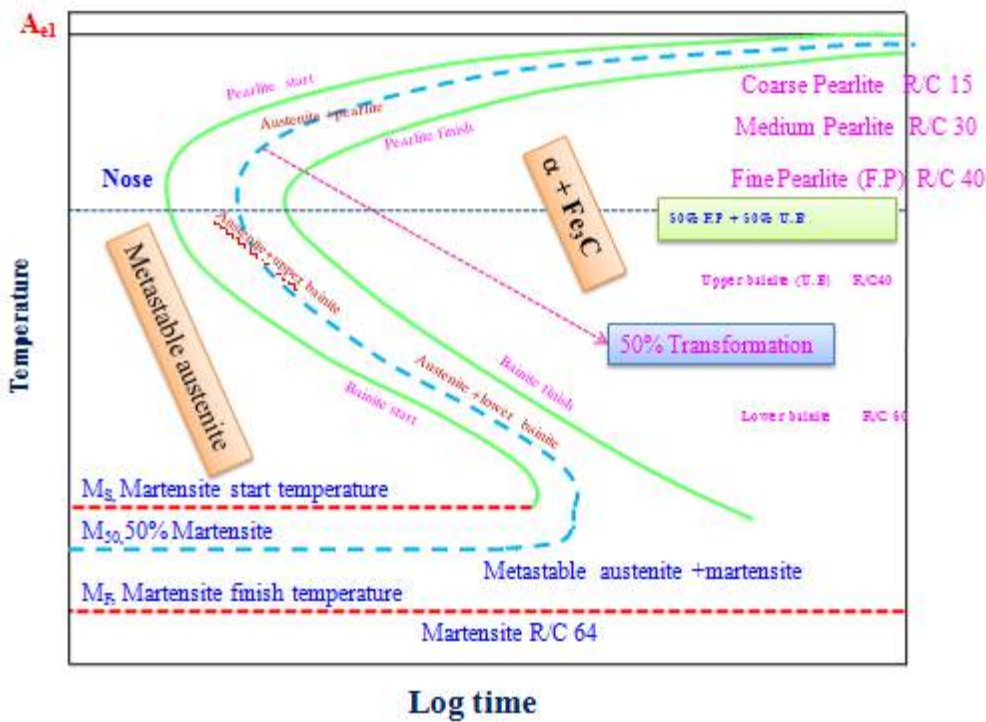 Ae1
Pearlite start
Coarse Pearlite R/C 15
Austenite +pearlite
Medium Pearlite R/C 30
Pearlite finish
Nose
Fine Pearlite (F.P) R/C 40
α + Fe3C
50% F.P + 50% U.B
Metastable austenite
Austenite+upper bainite
Upper bainite (U.B) R/C40
50% Transformation
Temperature
Bainite start
Austenite +lower bainite
Bainite finish
Lower bainite R/C 60
MS, Martensite start temperature
M50,50% Martensite
Metastable austenite +martensite
MF, Martensite finish temperature
Martensite R/C 64
Log time